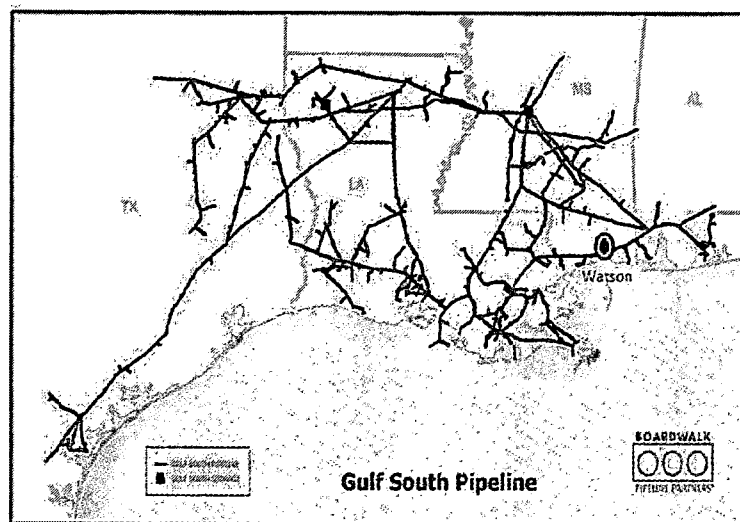 MS
AL
TX
LA
Watson
Gulf South Pipeline
BOARDWALK
PIPELINE PARTNERS